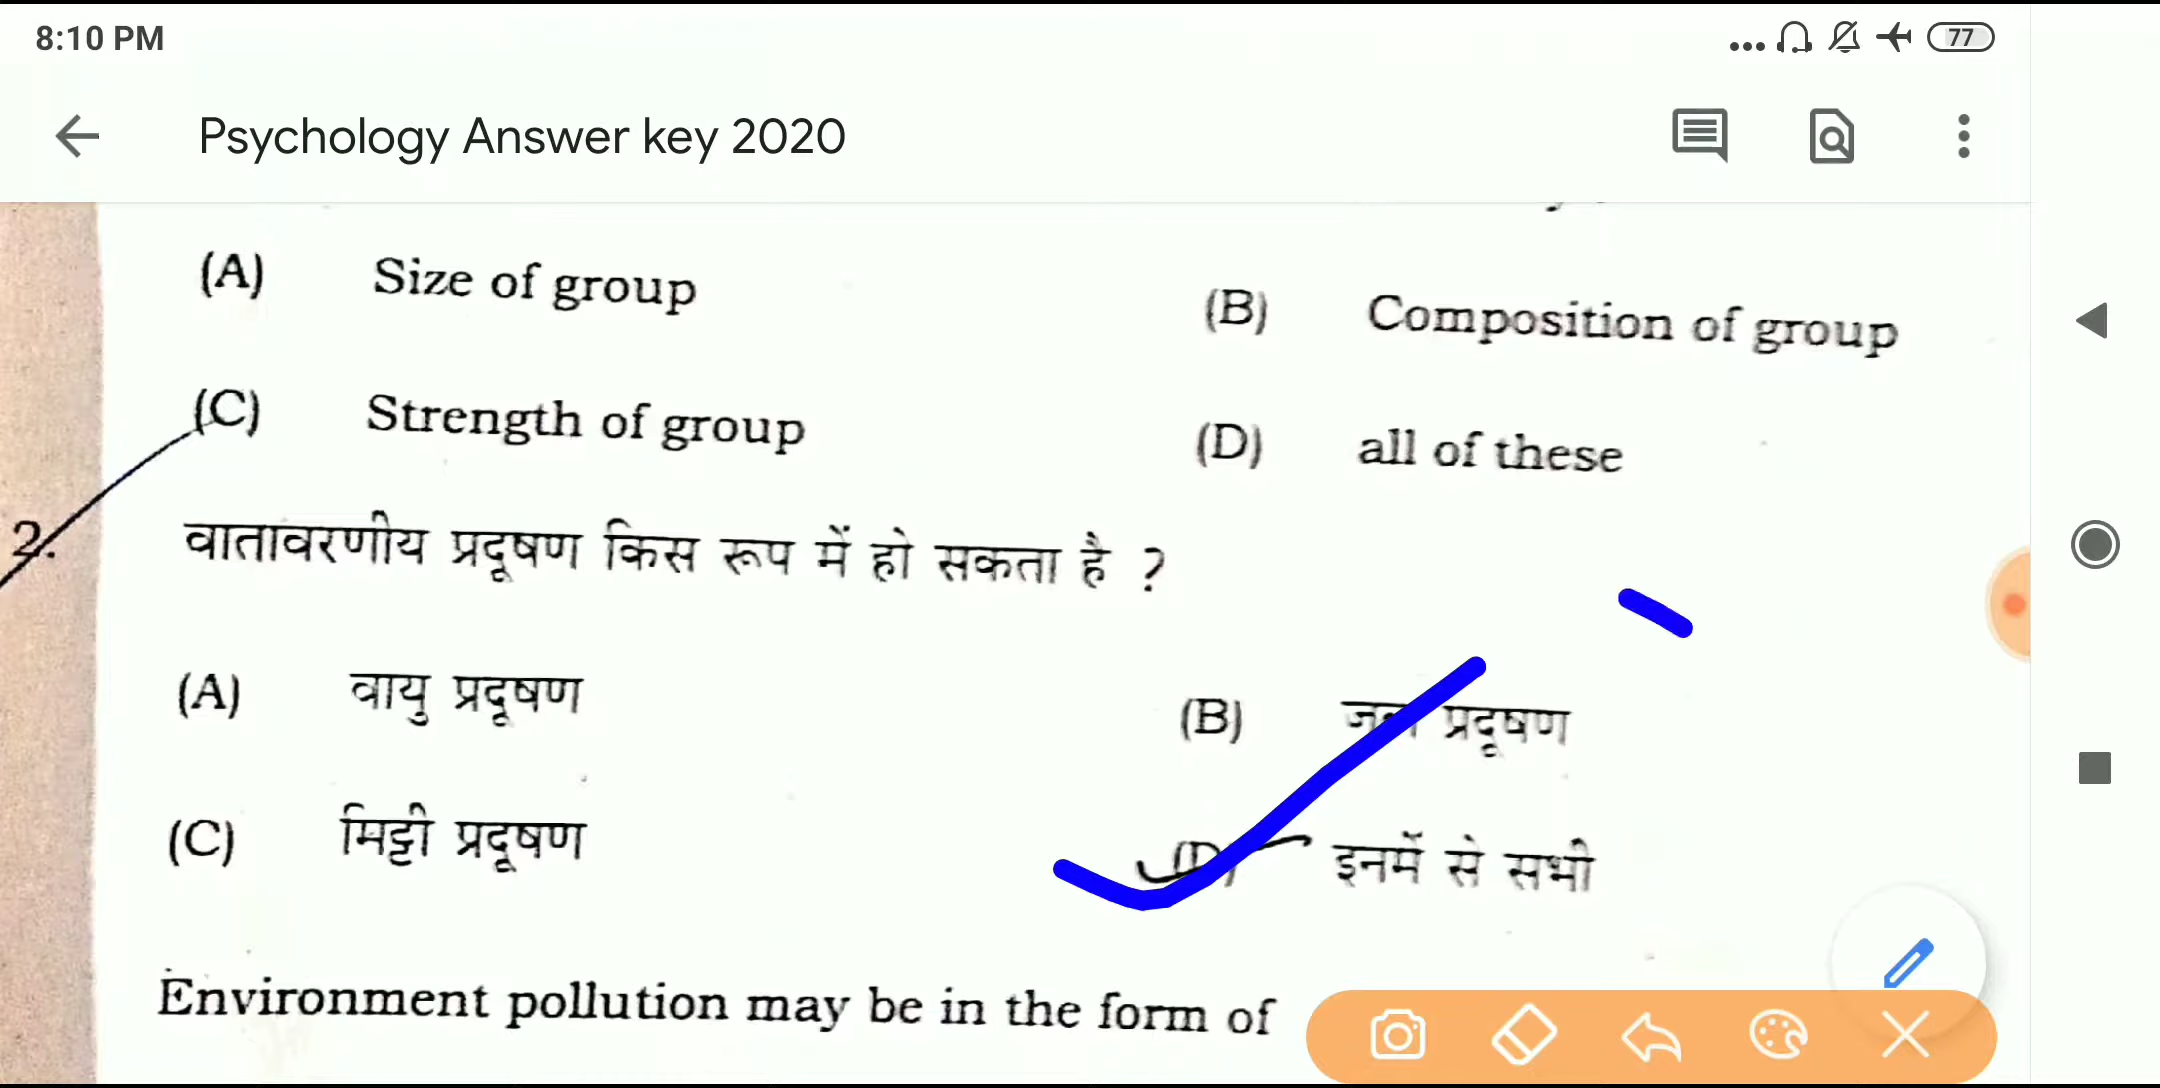 8:10 PM
77
Psychology Answer key 2020
(A) Size of group
(B) Composition of group
(C) Strength of group
(D) all of these
2. वातावरणीय प्रदूषण किस रूप में हो सकता है ?
(A) वायु प्रदूषण
(B) जल प्रदूषण
(C) मिट्टी प्रदूषण
(D) इनमें से सभी
Environment pollution may be in the form of